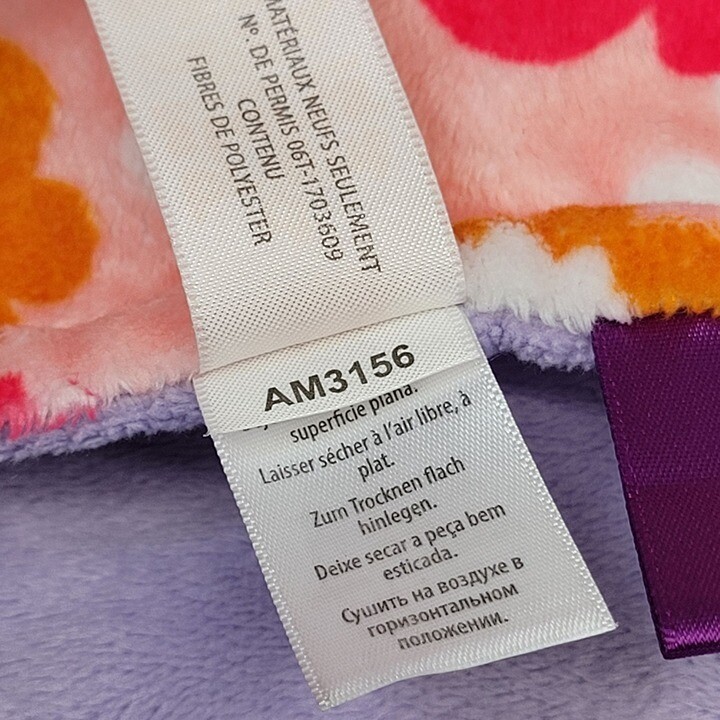 MATÉRIAUX NEUFS SEULEMENT
Nº. DE PERMIS 06T-1703609
CONTENU
FIBRES DE POLYESTER
AM3156
superficie plana.
Laisser sécher à l'air libre, à
plat.
Zum Trocknen flach
hinlegen.
Deixe secar a peça bem
esticada.
Сушить на воздухе в
горизонтальном
положении.